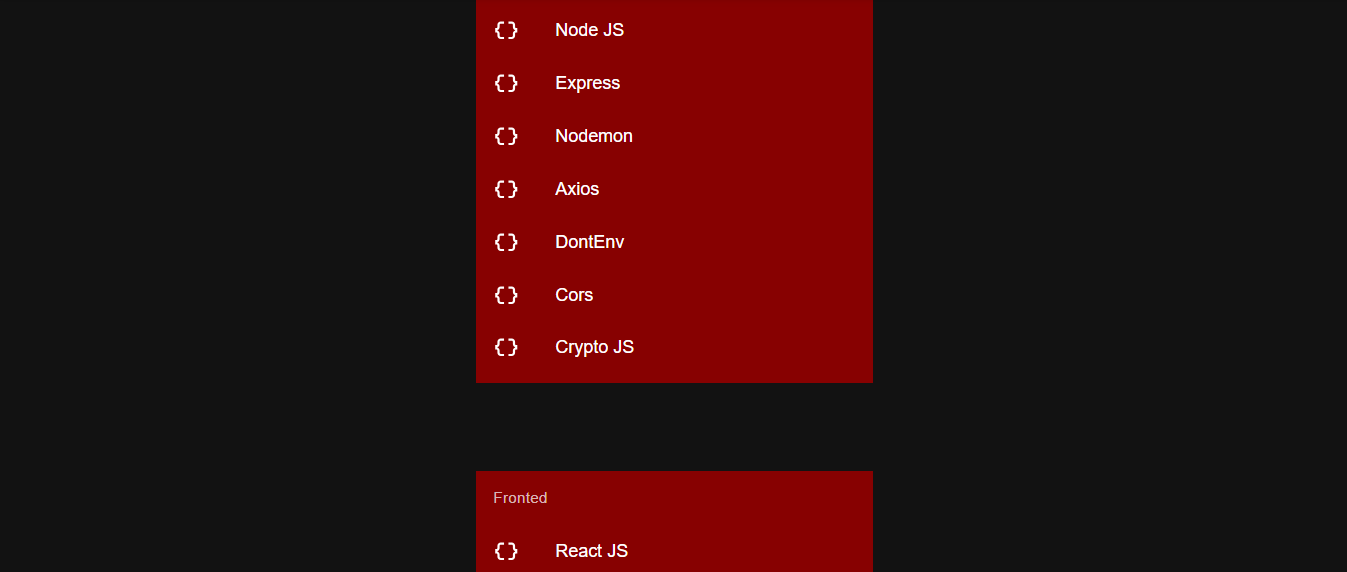 Node JS
Express
Nodemon
Axios
DontEnv
Cors
Crypto JS
Fronted
React JS